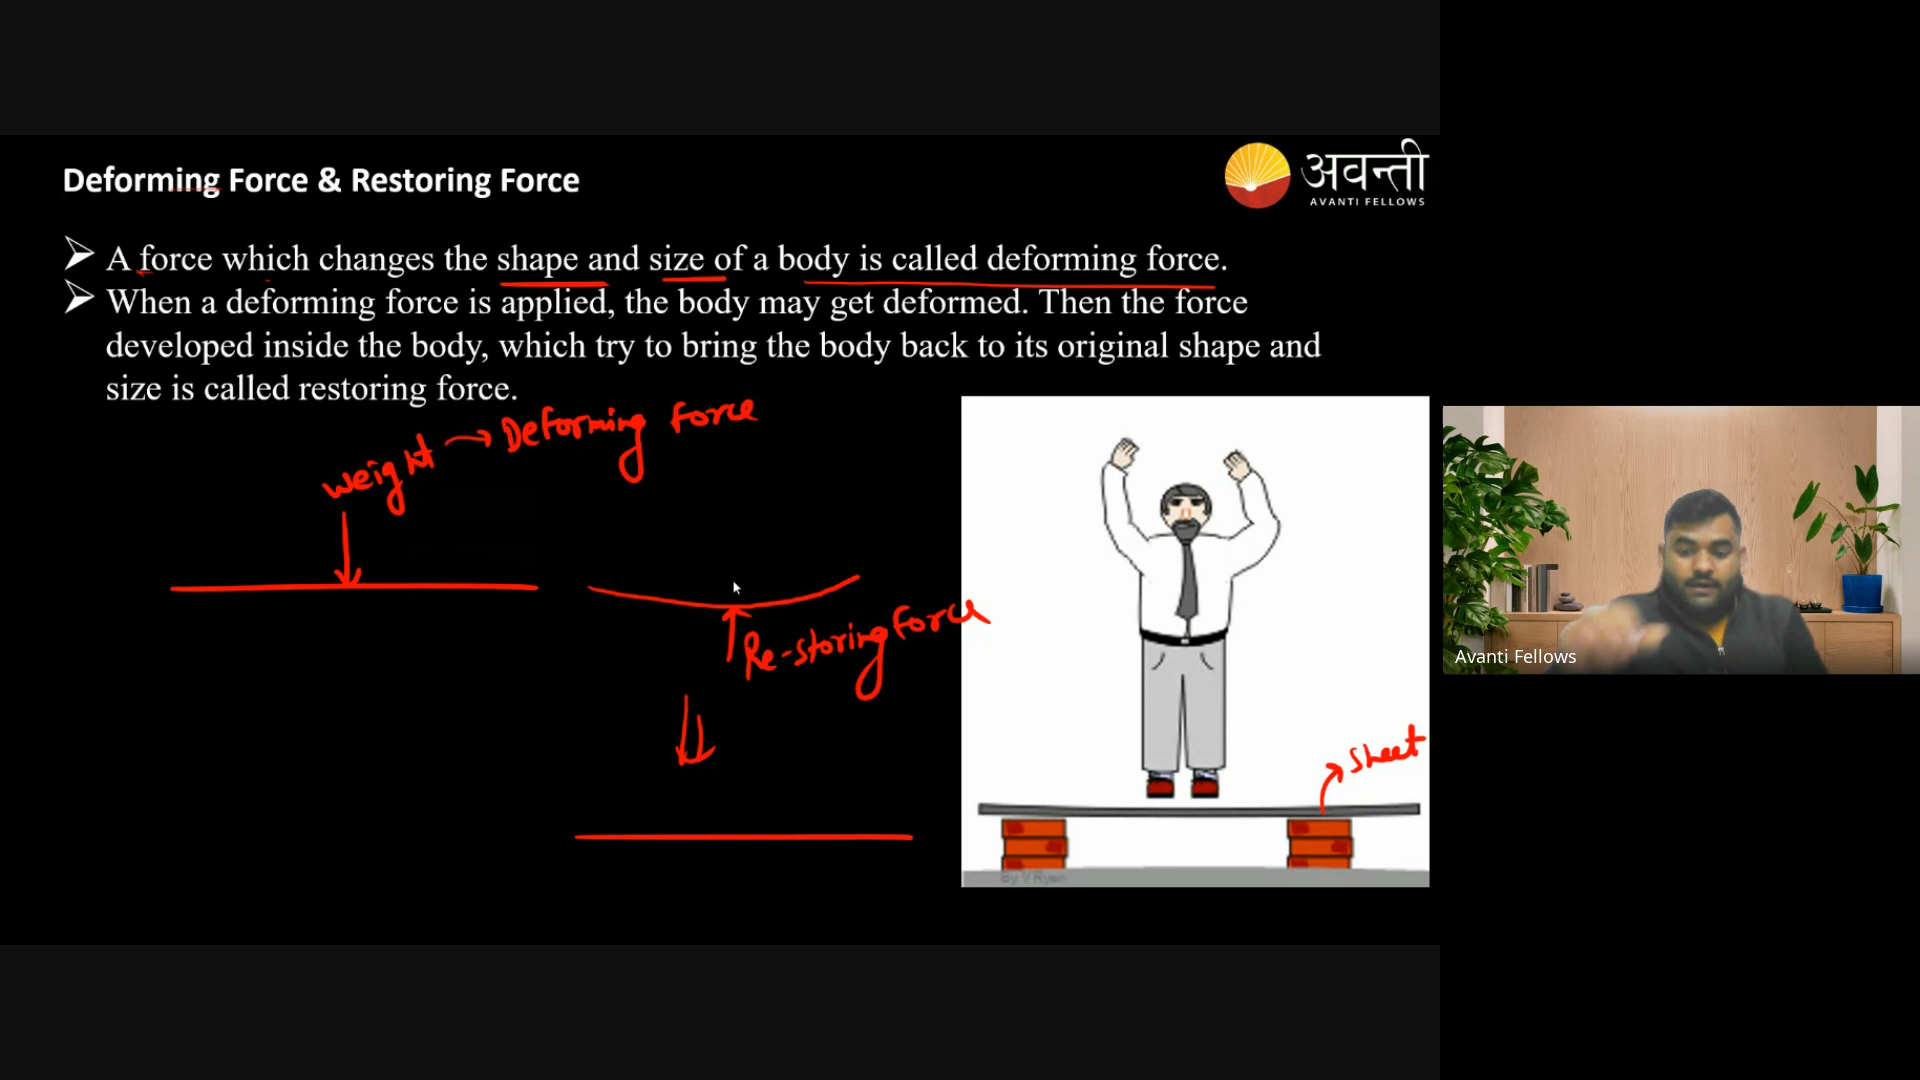 Deforming Force & Restoring Force
अवन्ती
AVANTI FELLOWS
A force which changes the shape and size of a body is called deforming force.
When a deforming force is applied, the body may get deformed. Then the force
developed inside the body, which try to bring the body back to its original shape and
size is called restoring force.
weight → Deforming force
Re-storing force
sheet
By V Ryan
Avanti Fellows